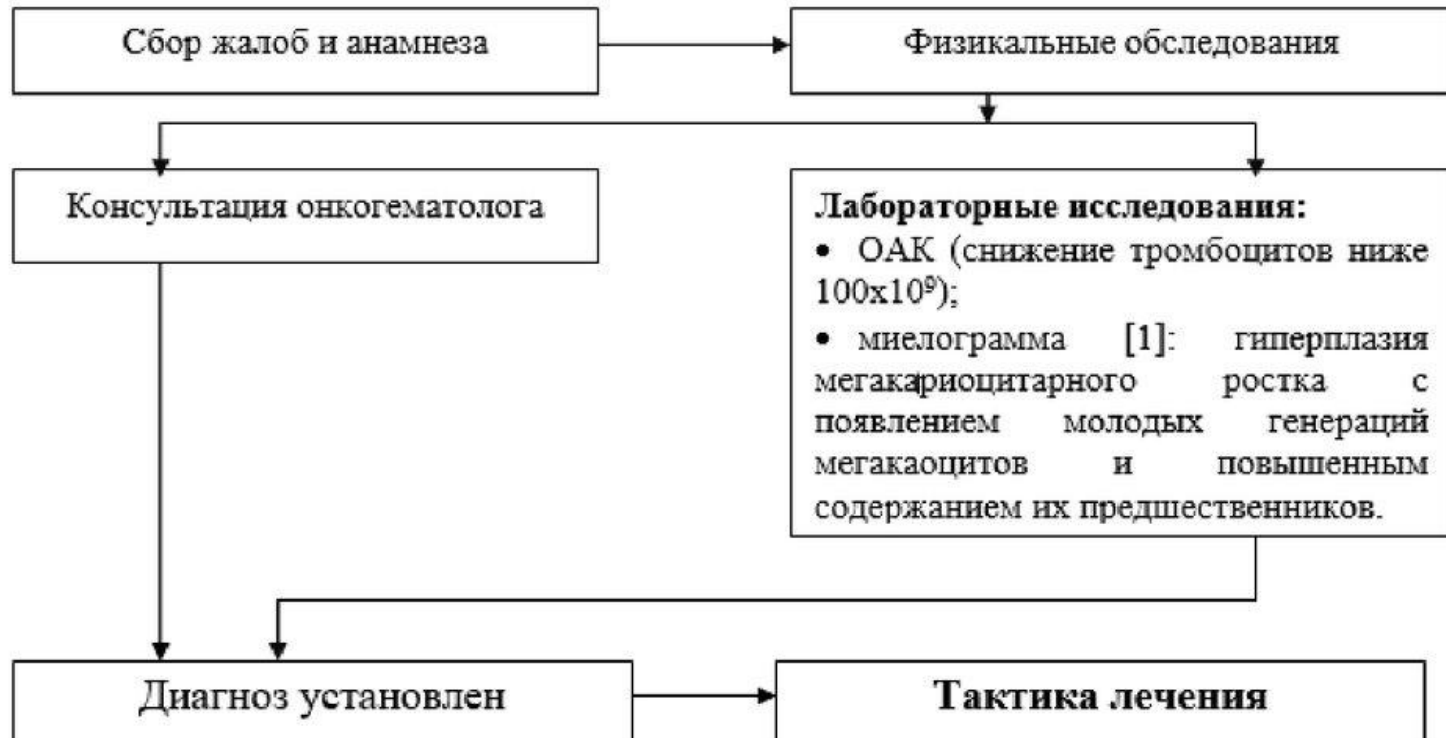 Сбор жалоб и анамнеза
Физикальные обследования
Консультация онкогематолога
Лабораторные исследования:
• ОАК (снижение тромбоцитов ниже
100х10⁹);
• миелограмма [1]: гиперплазия
мегакариоцитарного ростка с
появлением молодых генераций
мегакаоцитов и повышенным
содержанием их предшественников.
Диагноз установлен
Тактика лечения